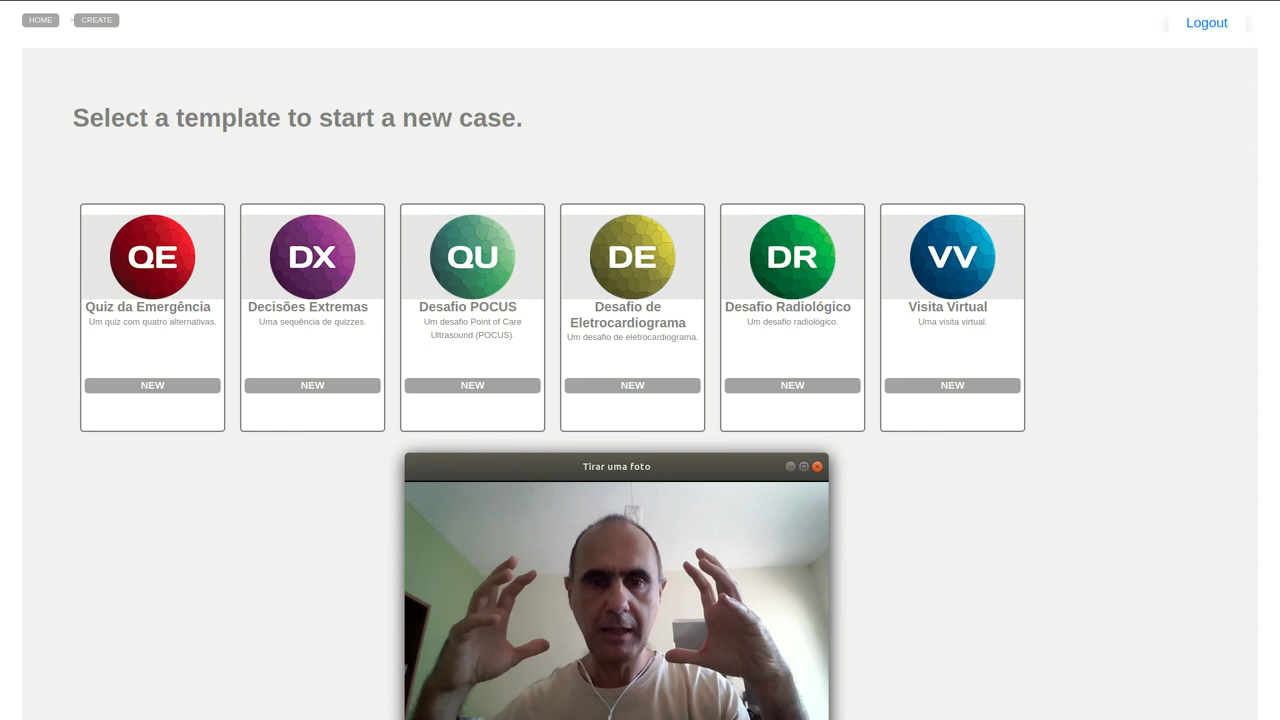 HOME > CREATE
Logout
Select a template to start a new case.
QE
Quiz da Emergência
Um quiz com quatro alternativas.
NEW
DX
Decisões Extremas
Uma sequência de quizzes.
NEW
QU
Desafio POCUS
Um desafio Point of Care
Ultrasound (POCUS).
NEW
DE
Desafio de
Eletrocardiograma
Um desafio de eletrocardiograma.
NEW
DR
Desafio Radiológico
Um desafio radiológico.
NEW
VV
Visita Virtual
Uma visita virtual.
NEW
Tirar uma foto